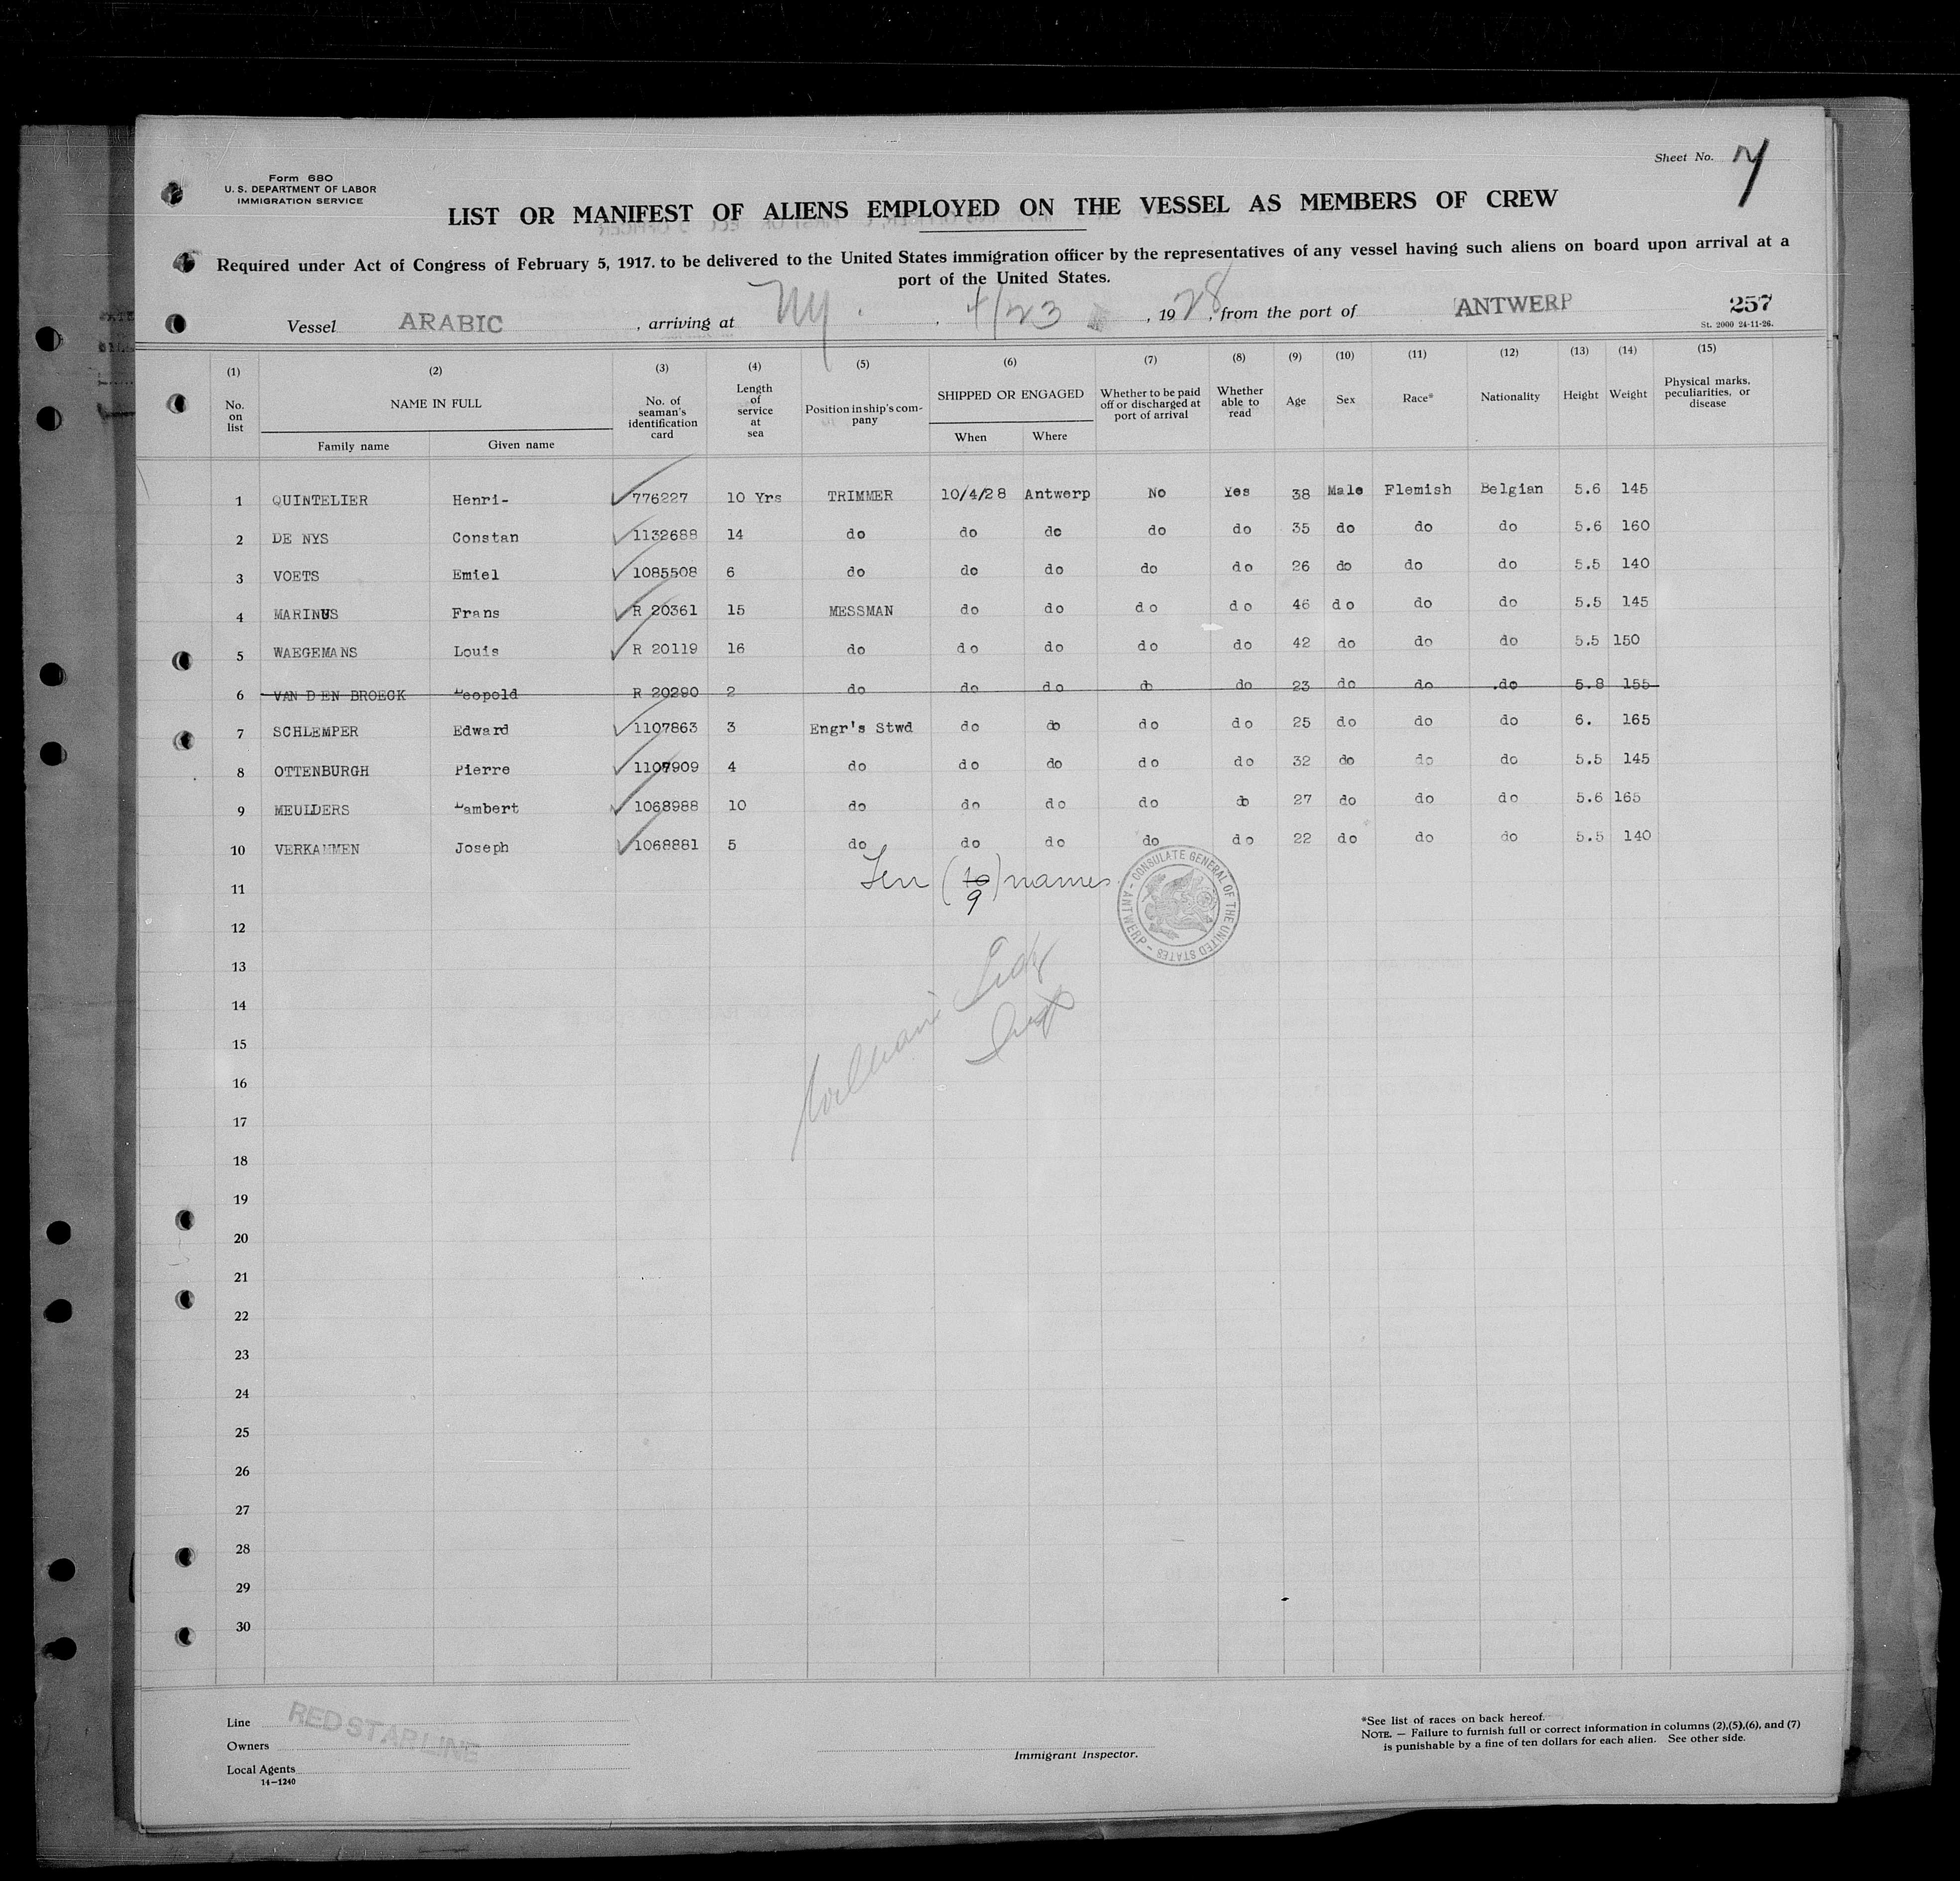 Sheet No. 7
Form 680
U. S. DEPARTMENT OF LABOR
IMMIGRATION SERVICE
LIST OR MANIFEST OF ALIENS EMPLOYED ON THE VESSEL AS MEMBERS OF CREW
Required under Act of Congress of February 5, 1917. to be delivered to the United States immigration officer by the representatives of any vessel having such aliens on board upon arrival at a
port of the United States.
Vessel ARABIC , arriving at NY. , 4/23 , 1928, from the port of ANTWERP 257
St. 2000 24-11-26.
(1) (2) (3) (4) (5) (6) (7) (8) (9) (10) (11) (12) (13) (14) (15)
No. on list NAME IN FULL Family name Given name No. of seaman's identification card Length of service at sea Position in ship's company SHIPPED OR ENGAGED When Where Whether to be paid off or discharged at port of arrival Whether able to read Age Sex Race* Nationality Height Weight Physical marks, peculiarities, or disease
1 QUINTELIER Henri- 776227 10 Yrs TRIMMER 10/4/28 Antwerp No Yes 38 Male Flemish Belgian 5.6 145
2 DE NYS Constan 1132688 14 do do do do do 35 do do do 5.6 160
3 VOETS Emiel 1085508 6 do do do do do 26 do do do 5.5 140
4 MARINUS Frans R 20361 15 MESSMAN do do do do 46 do do do 5.5 145
5 WAEGEMANS Louis R 20119 16 do do do do do 42 do do do 5.5 150
6 VAN DEN BROECK Leopold R 20290 2 do do do do do 23 do do do 5.8 155
7 SCHLEMPER Edward 1107863 3 Engr's Stwd do do do do 25 do do do 6. 165
8 OTTENBURGH Pierre 1107909 4 do do do do do 32 do do do 5.5 145
9 MEULDERS Lambert 1068988 10 do do do do do 27 do do do 5.6 165
10 VERKAMMEN Joseph 1068881 5 do do do do do 22 do do do 5.5 140
11 Ten (10) names
9
CONSULATE GENERAL OF THE UNITED STATES - ANTWERP -
12
13
14
15
16
17
18
19
20
21
22
23
24
25
26
27
28
29
30
Line RED STAR LINE
Owners
Local Agents
14—1240
Immigrant Inspector.
*See list of races on back hereof.
NOTE. — Failure to furnish full or correct information in columns (2),(5),(6), and (7)
is punishable by a fine of ten dollars for each alien. See other side.